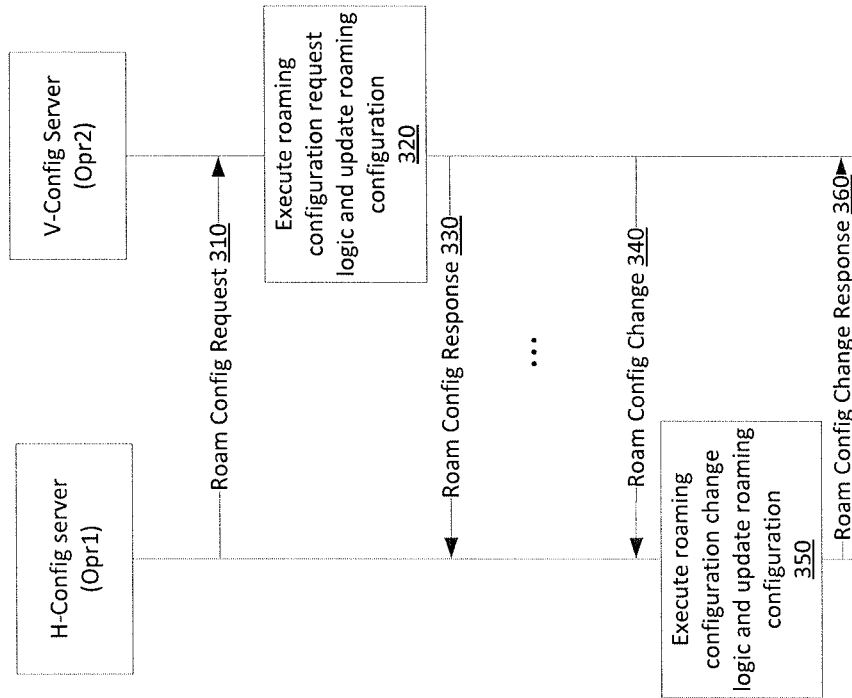 H-Config server
(Opr1)
V-Config Server
(Opr2)
Roam Config Request 310
Execute roaming
configuration request
logic and update roaming
configuration
320
Roam Config Response 330
...
Roam Config Change 340
Execute roaming
configuration change
logic and update roaming
configuration
350
Roam Config Change Response 360